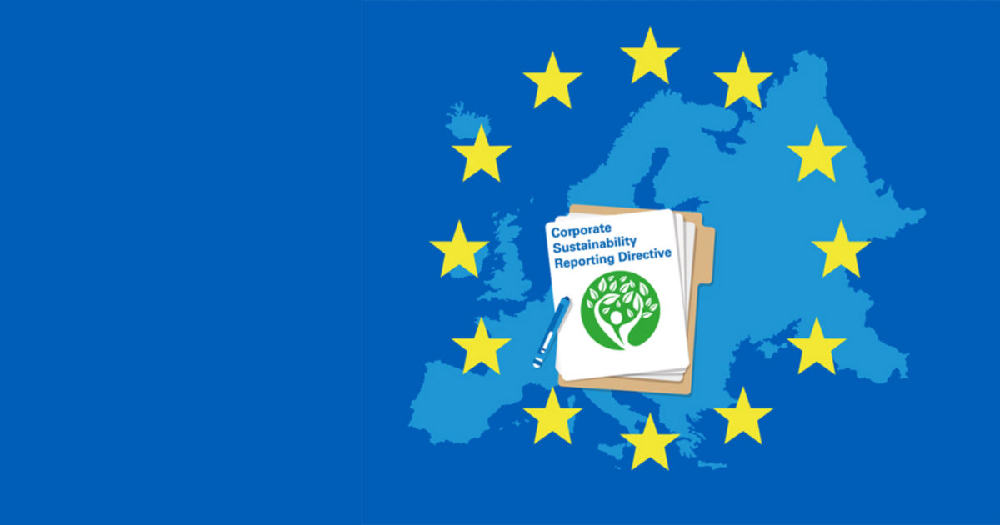 Corporate
Sustainability
Reporting Directive